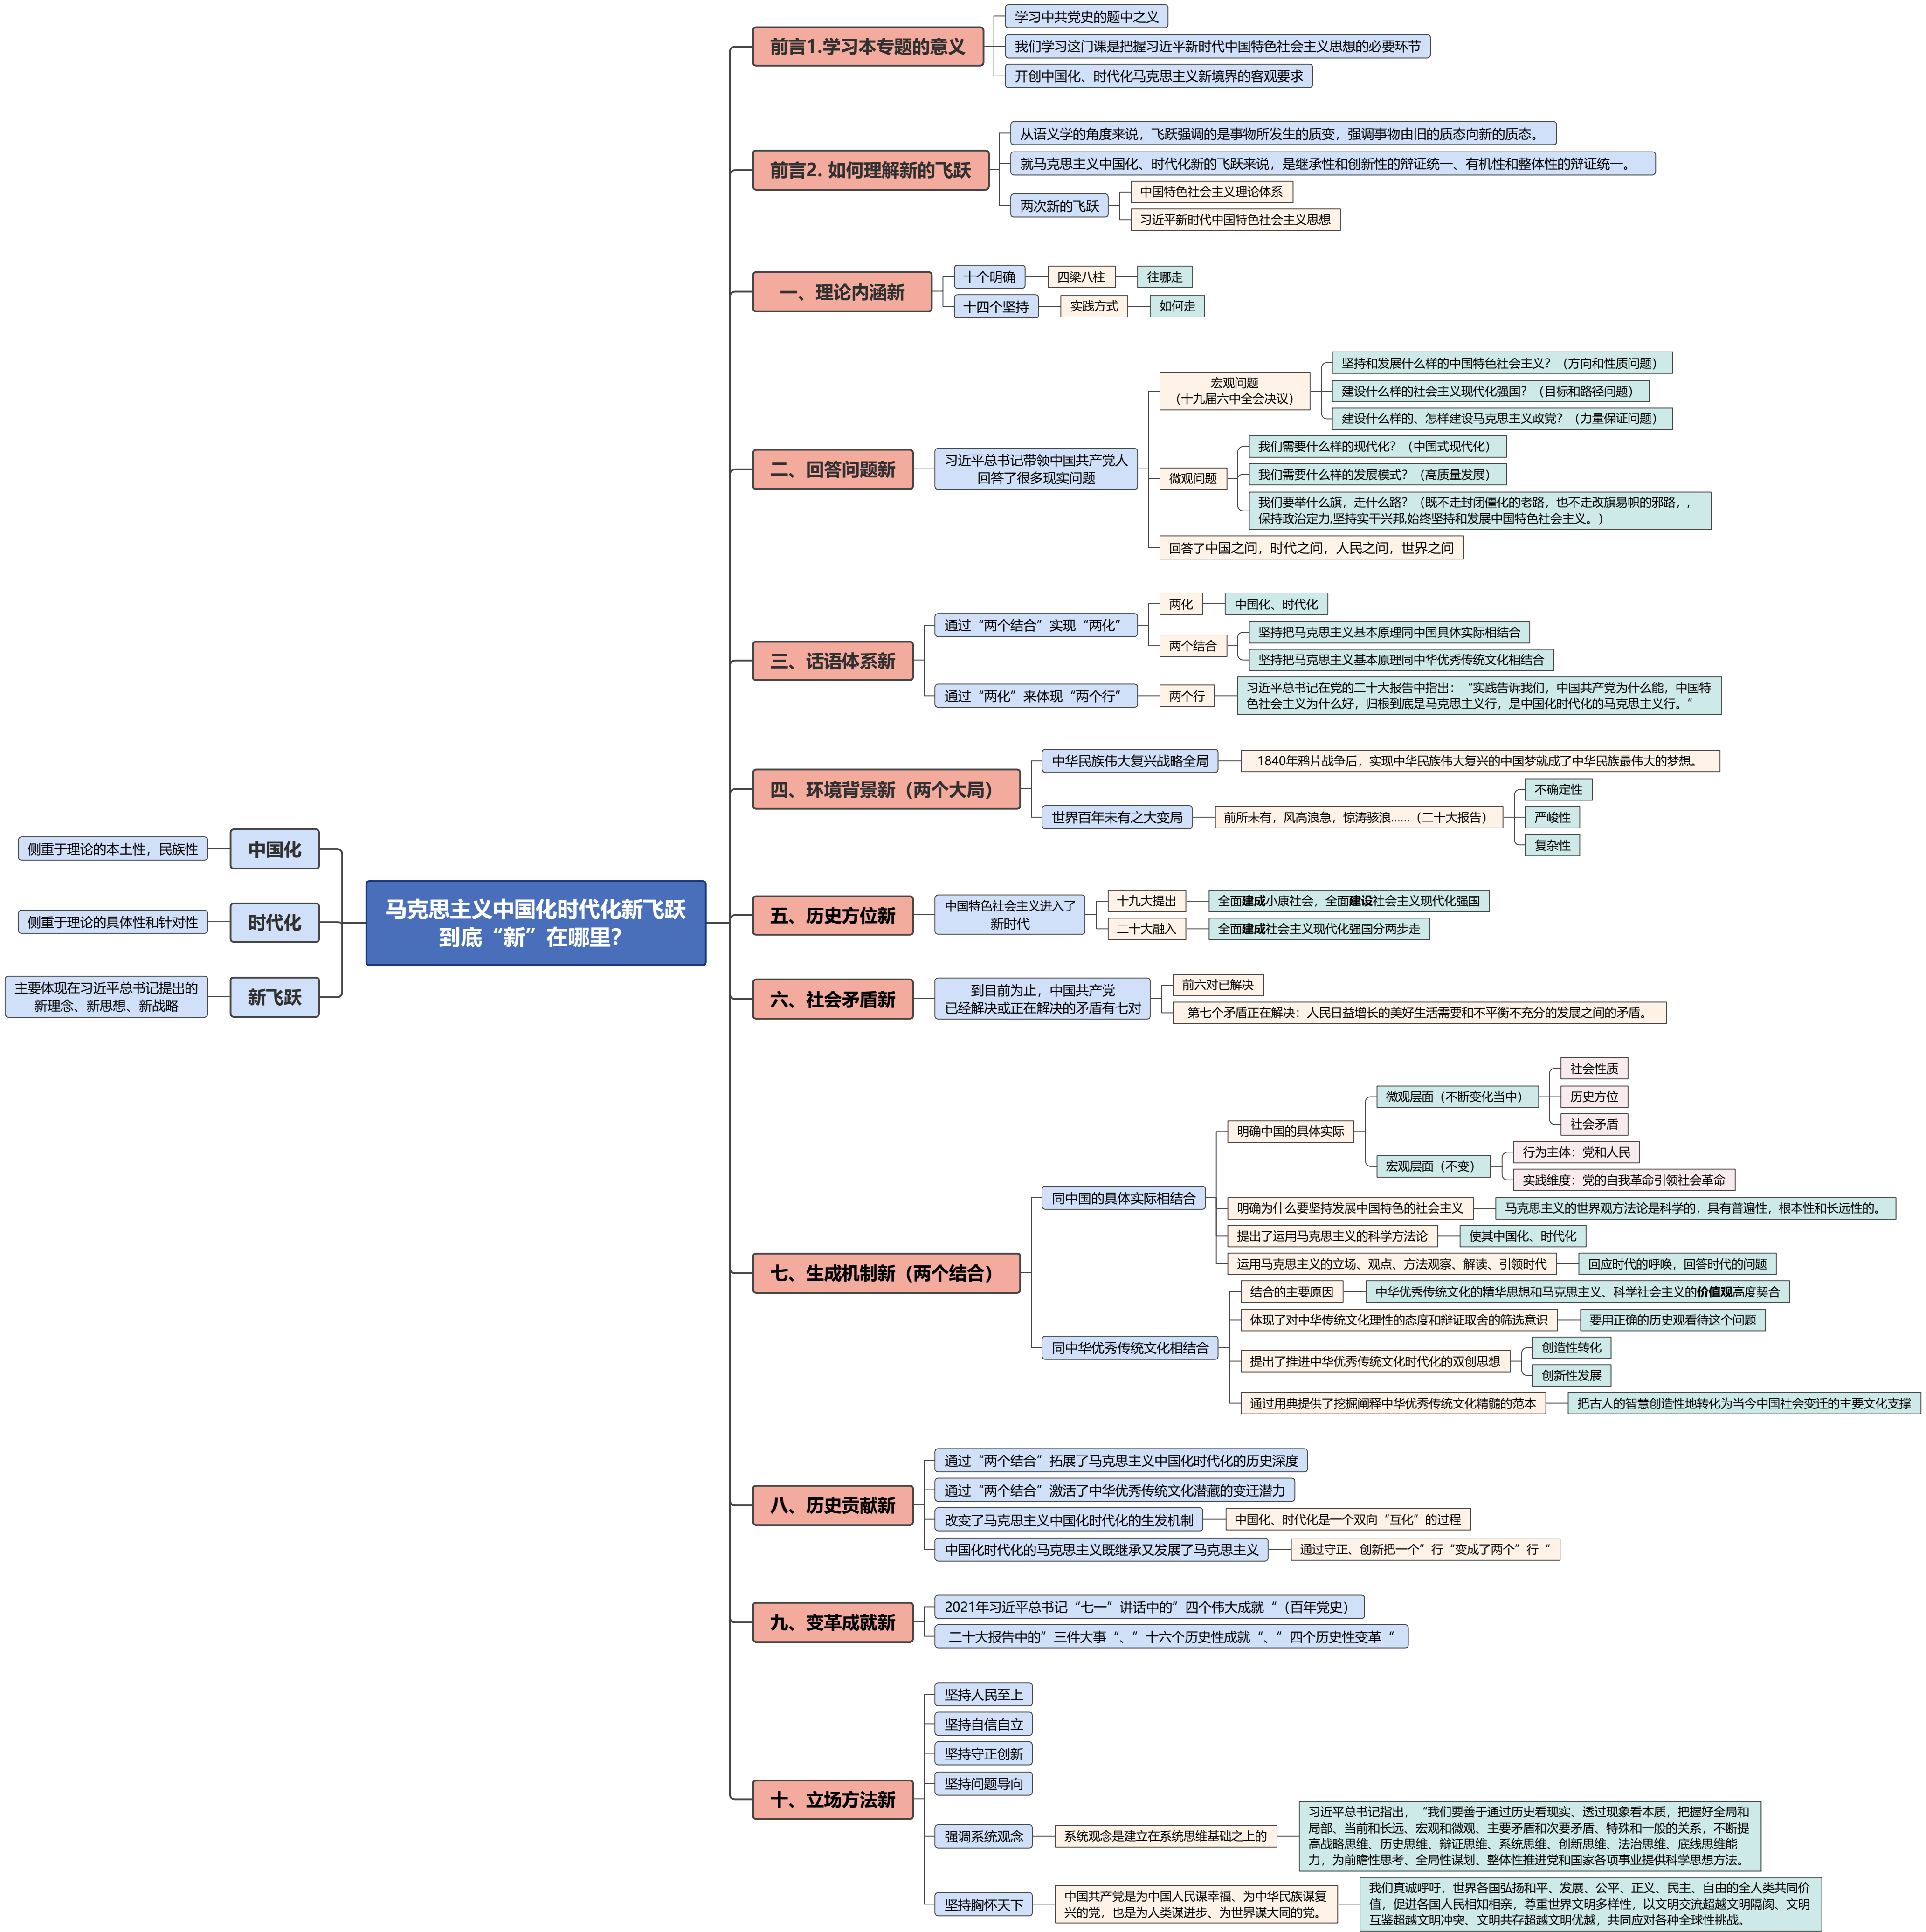 马克思主义中国化时代化新飞跃
到底“新”在哪里？
中国化
侧重于理论的本土性，民族性
时代化
侧重于理论的具体性和针对性
新飞跃
主要体现在习近平总书记提出的
新理念、新思想、新战略
前言1.学习本专题的意义
学习中共党史的题中之义
我们学习这门课是把握习近平新时代中国特色社会主义思想的必要环节
开创中国化、时代化马克思主义新境界的客观要求
前言2. 如何理解新的飞跃
从语义学的角度来说，飞跃强调的是事物所发生的质变，强调事物由旧的质态向新的质态。
就马克思主义中国化、时代化新的飞跃来说，是继承性和创新性的辩证统一、有机性和整体性的辩证统一。
两次新的飞跃
中国特色社会主义理论体系
习近平新时代中国特色社会主义思想
一、理论内涵新
十个明确
四梁八柱
往哪走
十四个坚持
实践方式
如何走
二、回答问题新
习近平总书记带领中国共产党人
回答了很多现实问题
宏观问题
（十九届六中全会决议）
坚持和发展什么样的中国特色社会主义？（方向和性质问题）
建设什么样的社会主义现代化强国？（目标和路径问题）
建设什么样的、怎样建设马克思主义政党？（力量保证问题）
微观问题
我们需要什么样的现代化？（中国式现代化）
我们需要什么样的发展模式？（高质量发展）
我们要举什么旗，走什么路？（既不走封闭僵化的老路，也不走改旗易帜的邪路，,
保持政治定力,坚持实干兴邦,始终坚持和发展中国特色社会主义。）
回答了中国之问，时代之问，人民之问，世界之问
三、话语体系新
通过“两个结合”实现“两化”
两化
中国化、时代化
两个结合
坚持把马克思主义基本原理同中国具体实际相结合
坚持把马克思主义基本原理同中华优秀传统文化相结合
通过“两化”来体现“两个行”
两个行
习近平总书记在党的二十大报告中指出：“实践告诉我们，中国共产党为什么能，中国特
色社会主义为什么好，归根到底是马克思主义行，是中国化时代化的马克思主义行。”
四、环境背景新（两个大局）
中华民族伟大复兴战略全局
1840年鸦片战争后，实现中华民族伟大复兴的中国梦就成了中华民族最伟大的梦想。
世界百年未有之大变局
前所未有，风高浪急，惊涛骇浪......（二十大报告）
不确定性
严峻性
复杂性
五、历史方位新
中国特色社会主义进入了
新时代
十九大提出
全面建成小康社会，全面建设社会主义现代化强国
二十大融入
全面建成社会主义现代化强国分两步走
六、社会矛盾新
到目前为止，中国共产党
已经解决或正在解决的矛盾有七对
前六对已解决
第七个矛盾正在解决：人民日益增长的美好生活需要和不平衡不充分的发展之间的矛盾。
七、生成机制新（两个结合）
同中国的具体实际相结合
明确中国的具体实际
微观层面（不断变化当中）
社会性质
历史方位
社会矛盾
宏观层面（不变）
行为主体：党和人民
实践维度：党的自我革命引领社会革命
明确为什么要坚持发展中国特色的社会主义
马克思主义的世界观方法论是科学的，具有普遍性，根本性和长远性的。
提出了运用马克思主义的科学方法论
使其中国化、时代化
运用马克思主义的立场、观点、方法观察、解读、引领时代
回应时代的呼唤，回答时代的问题
同中华优秀传统文化相结合
结合的主要原因
中华优秀传统文化的精华思想和马克思主义、科学社会主义的价值观高度契合
体现了对中华传统文化理性的态度和辩证取舍的筛选意识
要用正确的历史观看待这个问题
提出了推进中华优秀传统文化时代化的双创思想
创造性转化
创新性发展
通过用典提供了挖掘阐释中华优秀传统文化精髓的范本
把古人的智慧创造性地转化为当今中国社会变迁的主要文化支撑
八、历史贡献新
通过“两个结合”拓展了马克思主义中国化时代化的历史深度
通过“两个结合”激活了中华优秀传统文化潜藏的变迁潜力
改变了马克思主义中国化时代化的生发机制
中国化、时代化是一个双向“互化”的过程
中国化时代化的马克思主义既继承又发展了马克思主义
通过守正、创新把一个”行“变成了两个”行“
九、变革成就新
2021年习近平总书记“七一”讲话中的”四个伟大成就“（百年党史）
二十大报告中的”三件大事“、”十六个历史性成就“、”四个历史性变革“
十、立场方法新
坚持人民至上
坚持自信自立
坚持守正创新
坚持问题导向
强调系统观念
系统观念是建立在系统思维基础之上的
习近平总书记指出，“我们要善于通过历史看现实、透过现象看本质，把握好全局和
局部、当前和长远、宏观和微观、主要矛盾和次要矛盾、特殊和一般的关系，不断提
高战略思维、历史思维、辩证思维、系统思维、创新思维、法治思维、底线思维能
力，为前瞻性思考、全局性谋划、整体性推进党和国家各项事业提供科学思想方法。
坚持胸怀天下
中国共产党是为中国人民谋幸福、为中华民族谋复
兴的党，也是为人类谋进步、为世界谋大同的党。
我们真诚呼吁，世界各国弘扬和平、发展、公平、正义、民主、自由的全人类共同价
值，促进各国人民相知相亲，尊重世界文明多样性，以文明交流超越文明隔阂、文明
互鉴超越文明冲突、文明共存超越文明优越，共同应对各种全球性挑战。